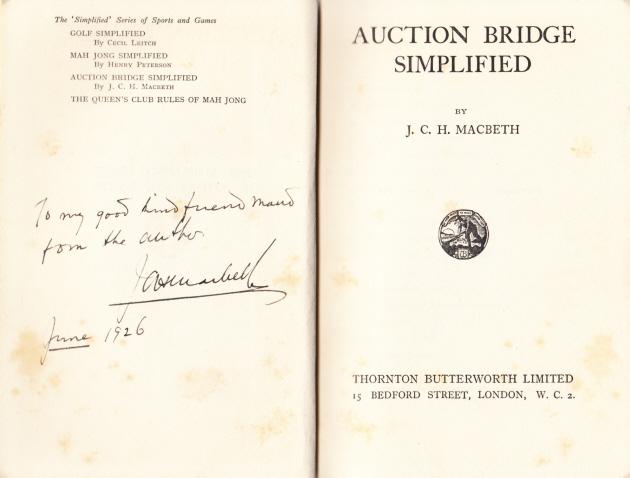 The 'Simplified' Series of Sports and Games
GOLF SIMPLIFIED
By Cecil Leitch
MAH JONG SIMPLIFIED
By Henry Peterson
AUCTION BRIDGE SIMPLIFIED
By J. C. H. Macbeth
THE QUEEN'S CLUB RULES OF MAH JONG
To my good kind friend Maud
from the author
JCHMacbeth
June 1926
AUCTION BRIDGE
SIMPLIFIED
BY
J. C. H. MACBETH
THORNTON BUTTERWORTH LIMITED
15 BEDFORD STREET, LONDON, W. C. 2.